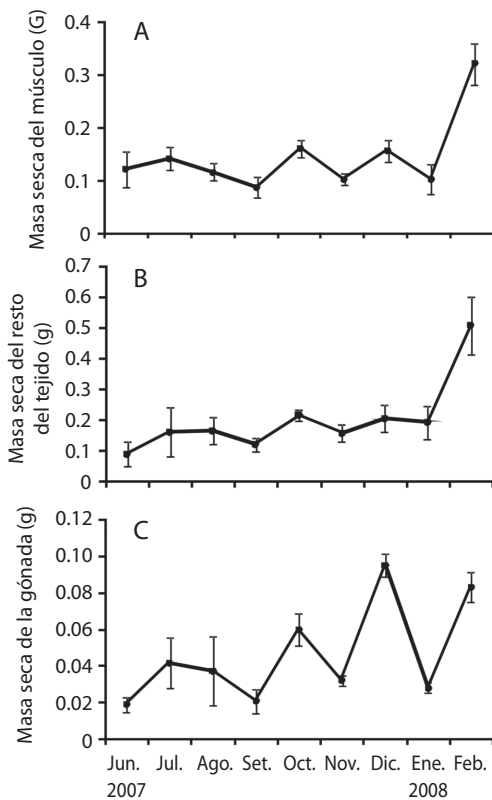 A
Masa sesca del músculo (G)
0.4
0.3
0.2
0.1
0
B
Masa seca del resto
del tejido (g)
0.7
0.6
0.5
0.4
0.3
0.2
0.1
0
C
Masa seca de la gónada (g)
0.12
0.10
0.08
0.06
0.04
0.02
0
Jun. Jul. Ago. Set. Oct. Nov. Dic. Ene. Feb.
2007 2008